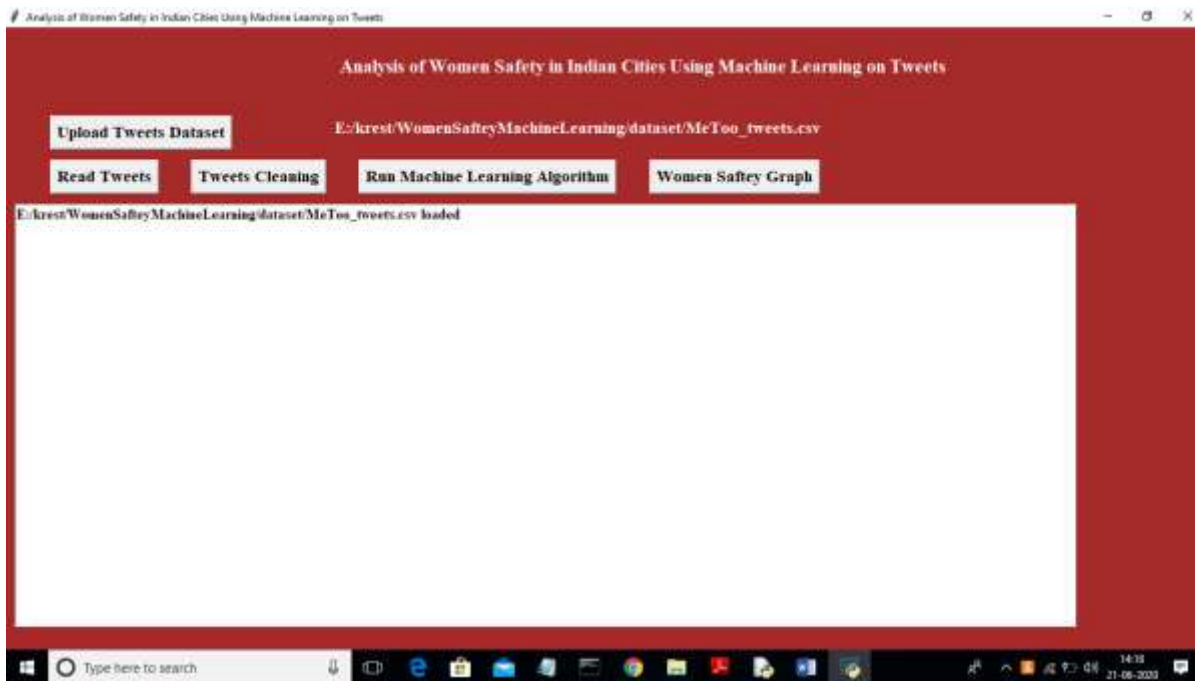 Analysis of Women Safety in Indian Cities Using Machine Learning on Tweets
Analysis of Women Safety in Indian Cities Using Machine Learning on Tweets
Upload Tweets Dataset
E:/krest/WomenSafteyMachineLearning/dataset/MeToo_tweets.csv
Read Tweets
Tweets Cleaning
Run Machine Learning Algorithm
Women Saftey Graph
E:/krest/WomenSafteyMachineLearning/dataset/MeToo_tweets.csv loaded
Type here to search
14:18
21-06-2020